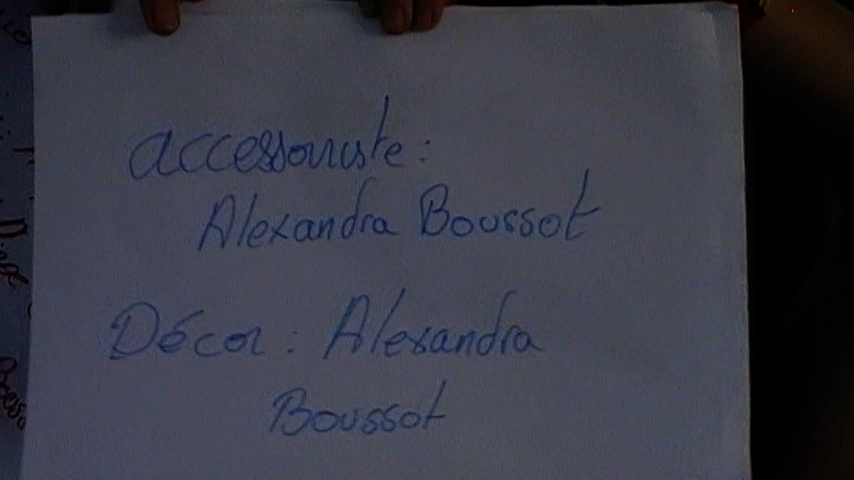 accessoiriste :
Alexandra Boussot
Décor : Alexandra
Boussot